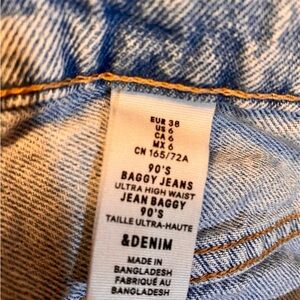 EUR 38
US 6
CA 6
MX 6
CN 165/72A
90'S
BAGGY JEANS
ULTRA HIGH WAIST
JEAN BAGGY
90'S
TAILLE ULTRA-HAUTE
&DENIM
MADE IN
BANGLADESH
FABRIQUÉ AU
BANGLADESH